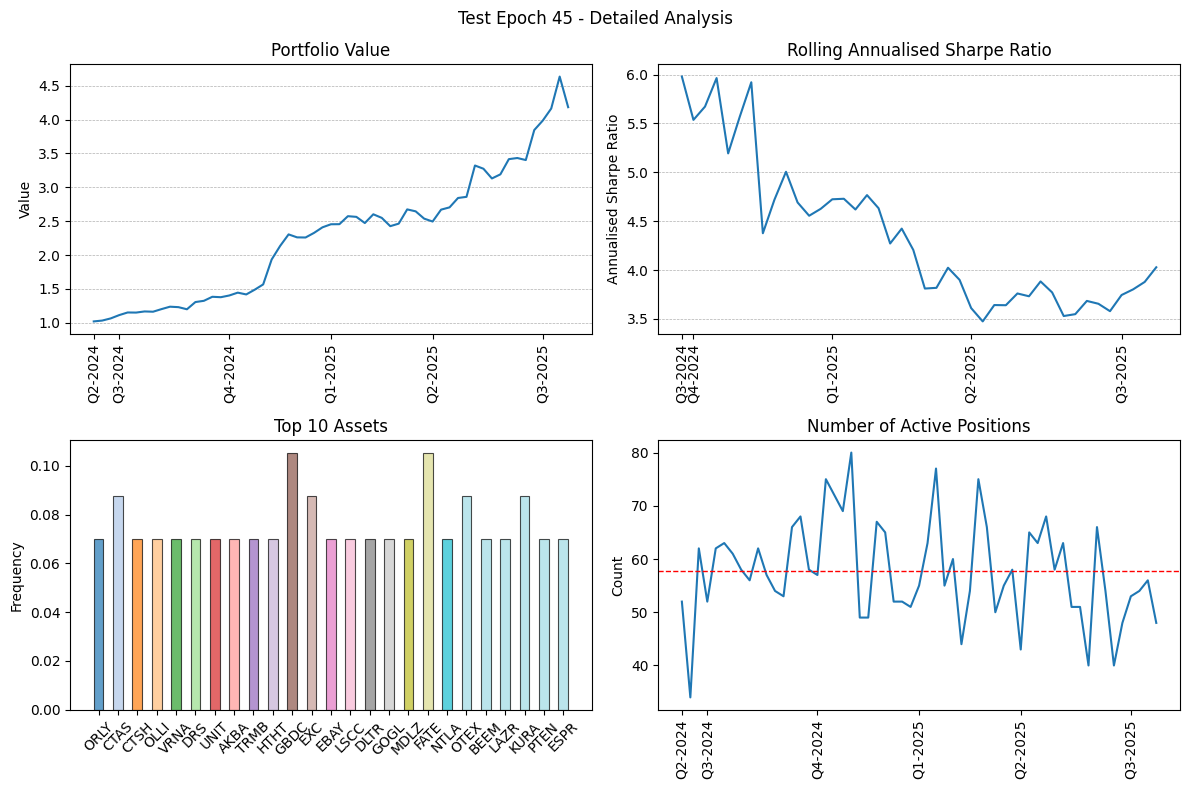 Test Epoch 45 - Detailed Analysis
Portfolio Value
Value
4.5
4.0
3.5
3.0
2.5
2.0
1.5
1.0
Q2-2024
Q3-2024
Q4-2024
Q1-2025
Q2-2025
Q3-2025
Rolling Annualised Sharpe Ratio
Annualised Sharpe Ratio
6.0
5.5
5.0
4.5
4.0
3.5
Q3-2024
Q4-2024
Q1-2025
Q2-2025
Q3-2025
Top 10 Assets
Frequency
0.10
0.08
0.06
0.04
0.02
0.00
ORLY
CTAS
CTSH
OLLI
VRNA
DRS
UNIT
AKBA
TRMB
HTHT
GBDC
EXC
EBAY
LSCC
DLTR
GOGL
MDLZ
FATE
NTLA
OTEX
BEEM
LAZR
KURA
PTEN
ESPR
Number of Active Positions
Count
80
70
60
50
40
Q2-2024
Q3-2024
Q4-2024
Q1-2025
Q2-2025
Q3-2025